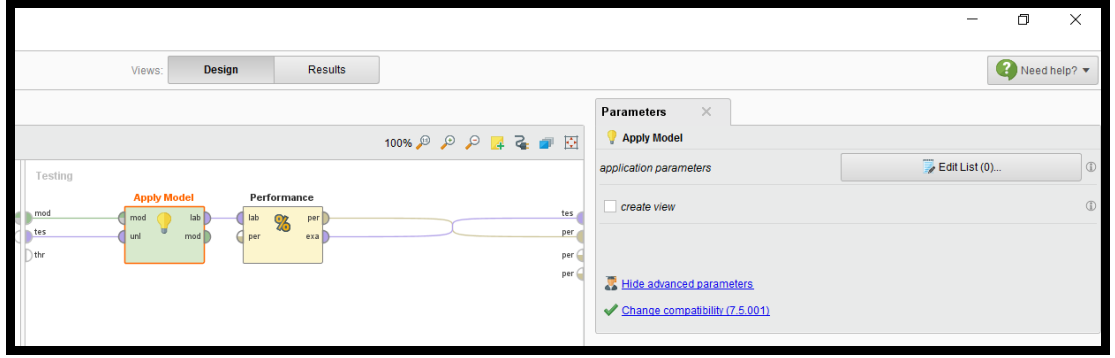 Views:
Design
Results
Need help?
Parameters
Apply Model
100%
application parameters
Edit List (0)...
Testing
create view
Apply Model
Performance
mod
tes
thr
mod
lab
unl
mod
lab
per
per
exa
tes
per
per
per
Hide advanced parameters
Change compatibility (7.5.001)